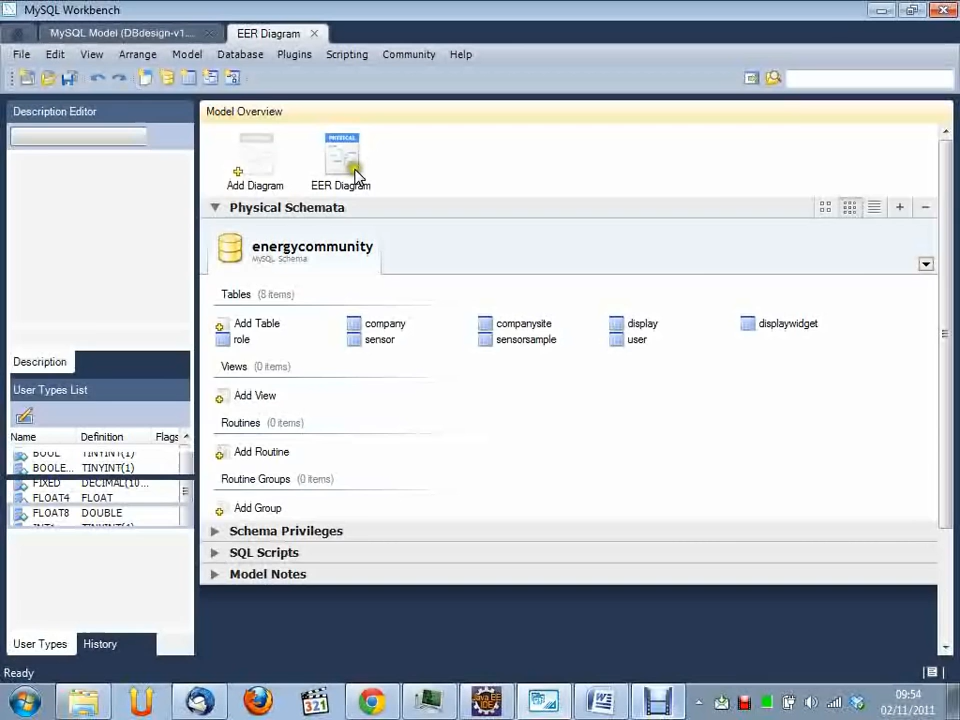 MySQL Workbench
MySQL Model (DBdesign-v1...
EER Diagram
File Edit View Arrange Model Database Plugins Scripting Community Help
Description Editor
Model Overview
PHYSICAL
Add Diagram
EER Diagram
Physical Schemata
energycommunity
MySQL Schema
Tables (8 items)
Add Table company companysite display displaywidget
role sensor sensorsample user
Views (0 items)
Add View
Routines (0 items)
Add Routine
Routine Groups (0 items)
Add Group
Schema Privileges
SQL Scripts
Model Notes
Description
User Types List
Name Definition Flags
BOOL TINYINT(1)
BOOLE... TINYINT(1)
FIXED DECIMAL(10...
FLOAT4 FLOAT
FLOAT8 DOUBLE
User Types History
Ready
321
Java EE
IDE
09:54
02/11/2011